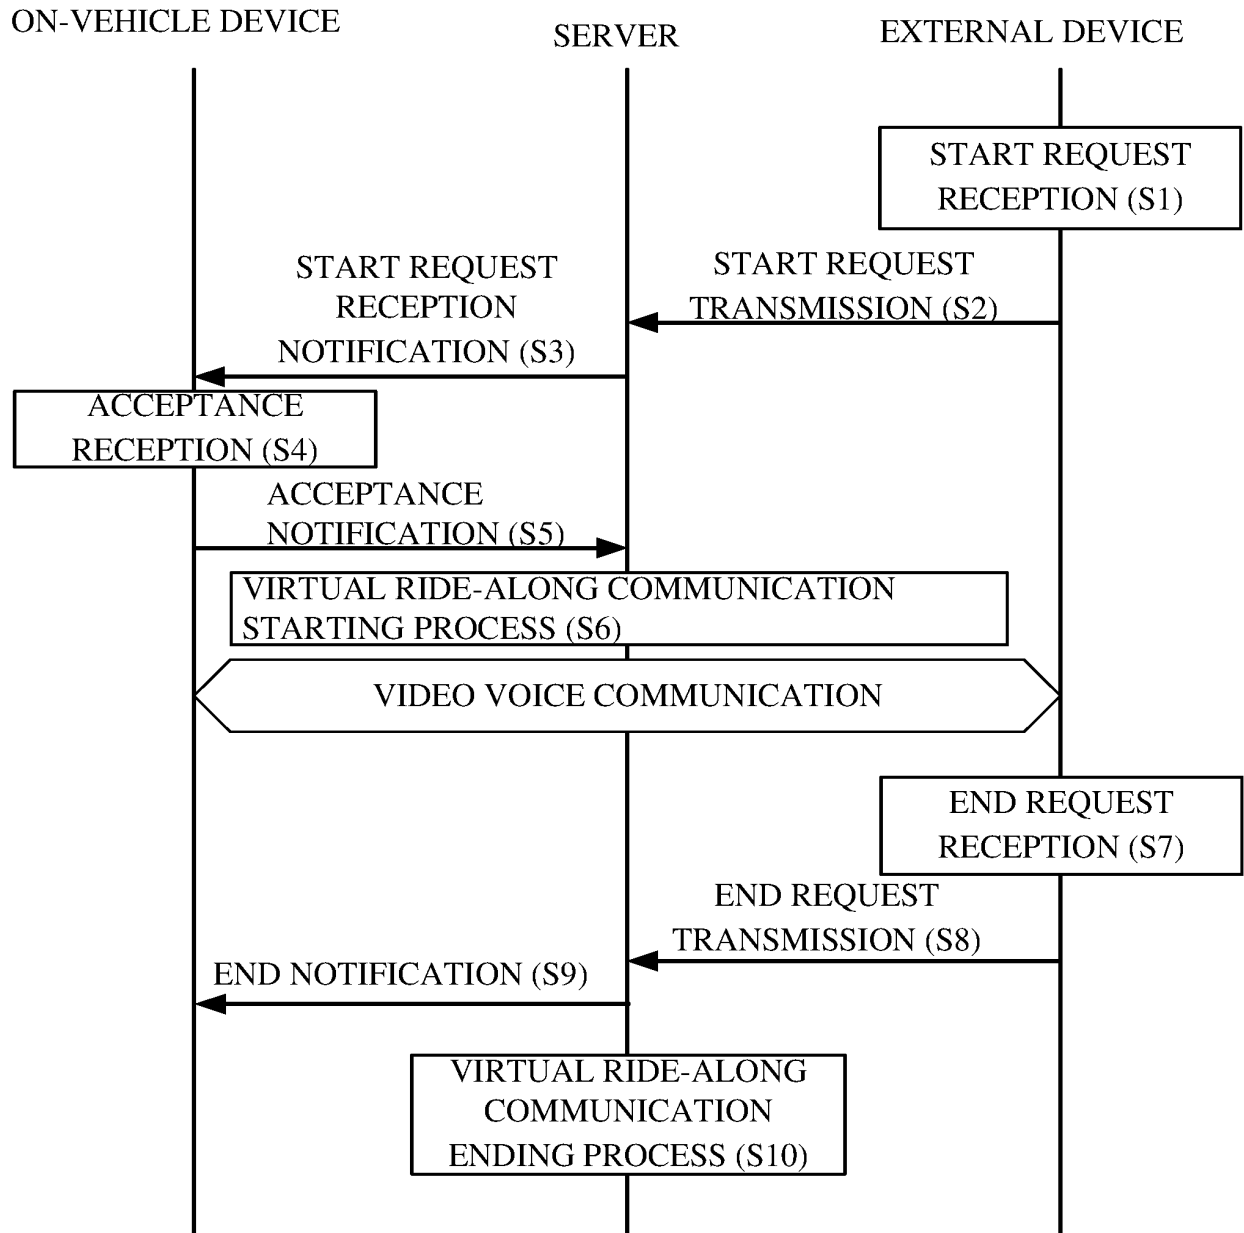 ON-VEHICLE DEVICE
SERVER
EXTERNAL DEVICE
START REQUEST
RECEPTION (S1)
START REQUEST
TRANSMISSION (S2)
START REQUEST
RECEPTION
NOTIFICATION (S3)
ACCEPTANCE
RECEPTION (S4)
ACCEPTANCE
NOTIFICATION (S5)
VIRTUAL RIDE-ALONG COMMUNICATION
STARTING PROCESS (S6)
VIDEO VOICE COMMUNICATION
END REQUEST
RECEPTION (S7)
END REQUEST
TRANSMISSION (S8)
END NOTIFICATION (S9)
VIRTUAL RIDE-ALONG
COMMUNICATION
ENDING PROCESS (S10)